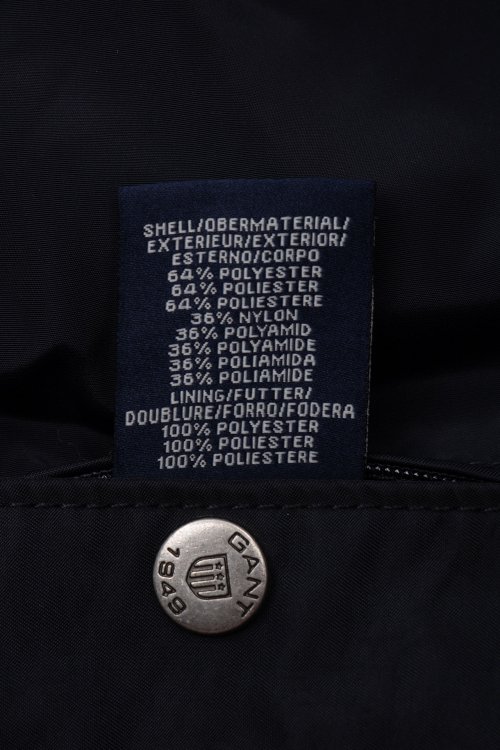 SHELL/OBERMATERIAL/
EXTERIEUR/EXTERIOR/
ESTERNO/CORPO
64% POLYESTER
64% POLIESTER
64% POLIESTERE
36% NYLON
36% POLYAMID
36% POLYAMIDE
36% POLIAMIDA
36% POLIAMIDE
LINING/FUTTER/
DOUBLURE/FORRO/FODERA
100% POLYESTER
100% POLIESTER
100% POLIESTERE
GANT
1949